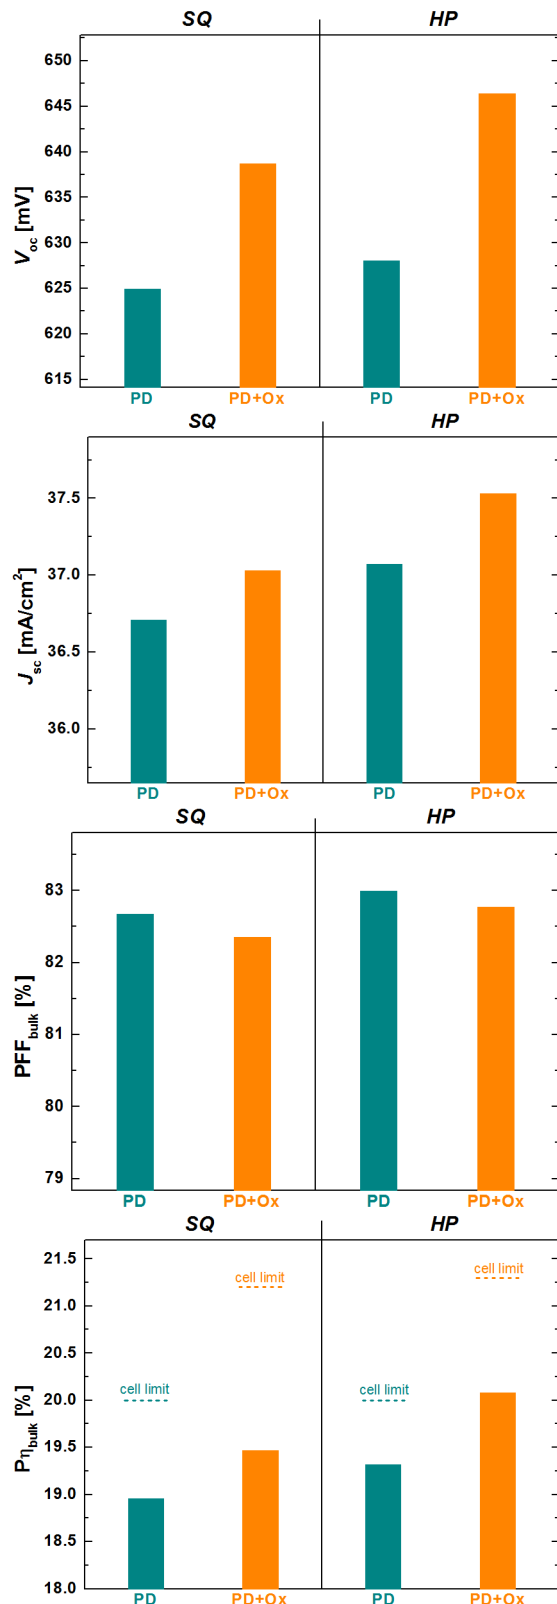 SQ HP
650
645
640
635
630
625
620
615
V_oc [mV]
PD PD+Ox PD PD+Ox
SQ HP
37.5
37.0
36.5
36.0
J_sc [mA/cm²]
PD PD+Ox PD PD+Ox
SQ HP
83
82
81
80
79
PFF_bulk [%]
PD PD+Ox PD PD+Ox
SQ HP
21.5
21.0
20.5
20.0
19.5
19.0
18.5
18.0
Pη_bulk [%]
cell limit
cell limit
cell limit
cell limit
PD PD+Ox PD PD+Ox